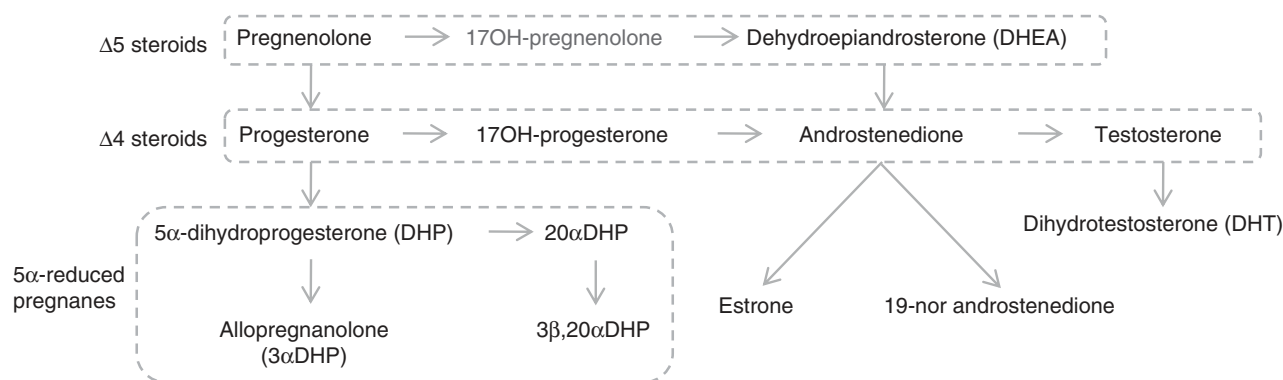 Δ5 steroids
Pregnenolone
17OH-pregnenolone
Dehydroepiandrosterone (DHEA)
Δ4 steroids
Progesterone
17OH-progesterone
Androstenedione
Testosterone
5α-reduced
pregnanes
5α-dihydroprogesterone (DHP)
20αDHP
Dihydrotestosterone (DHT)
Allopregnanolone
(3αDHP)
3β,20αDHP
Estrone
19-nor androstenedione